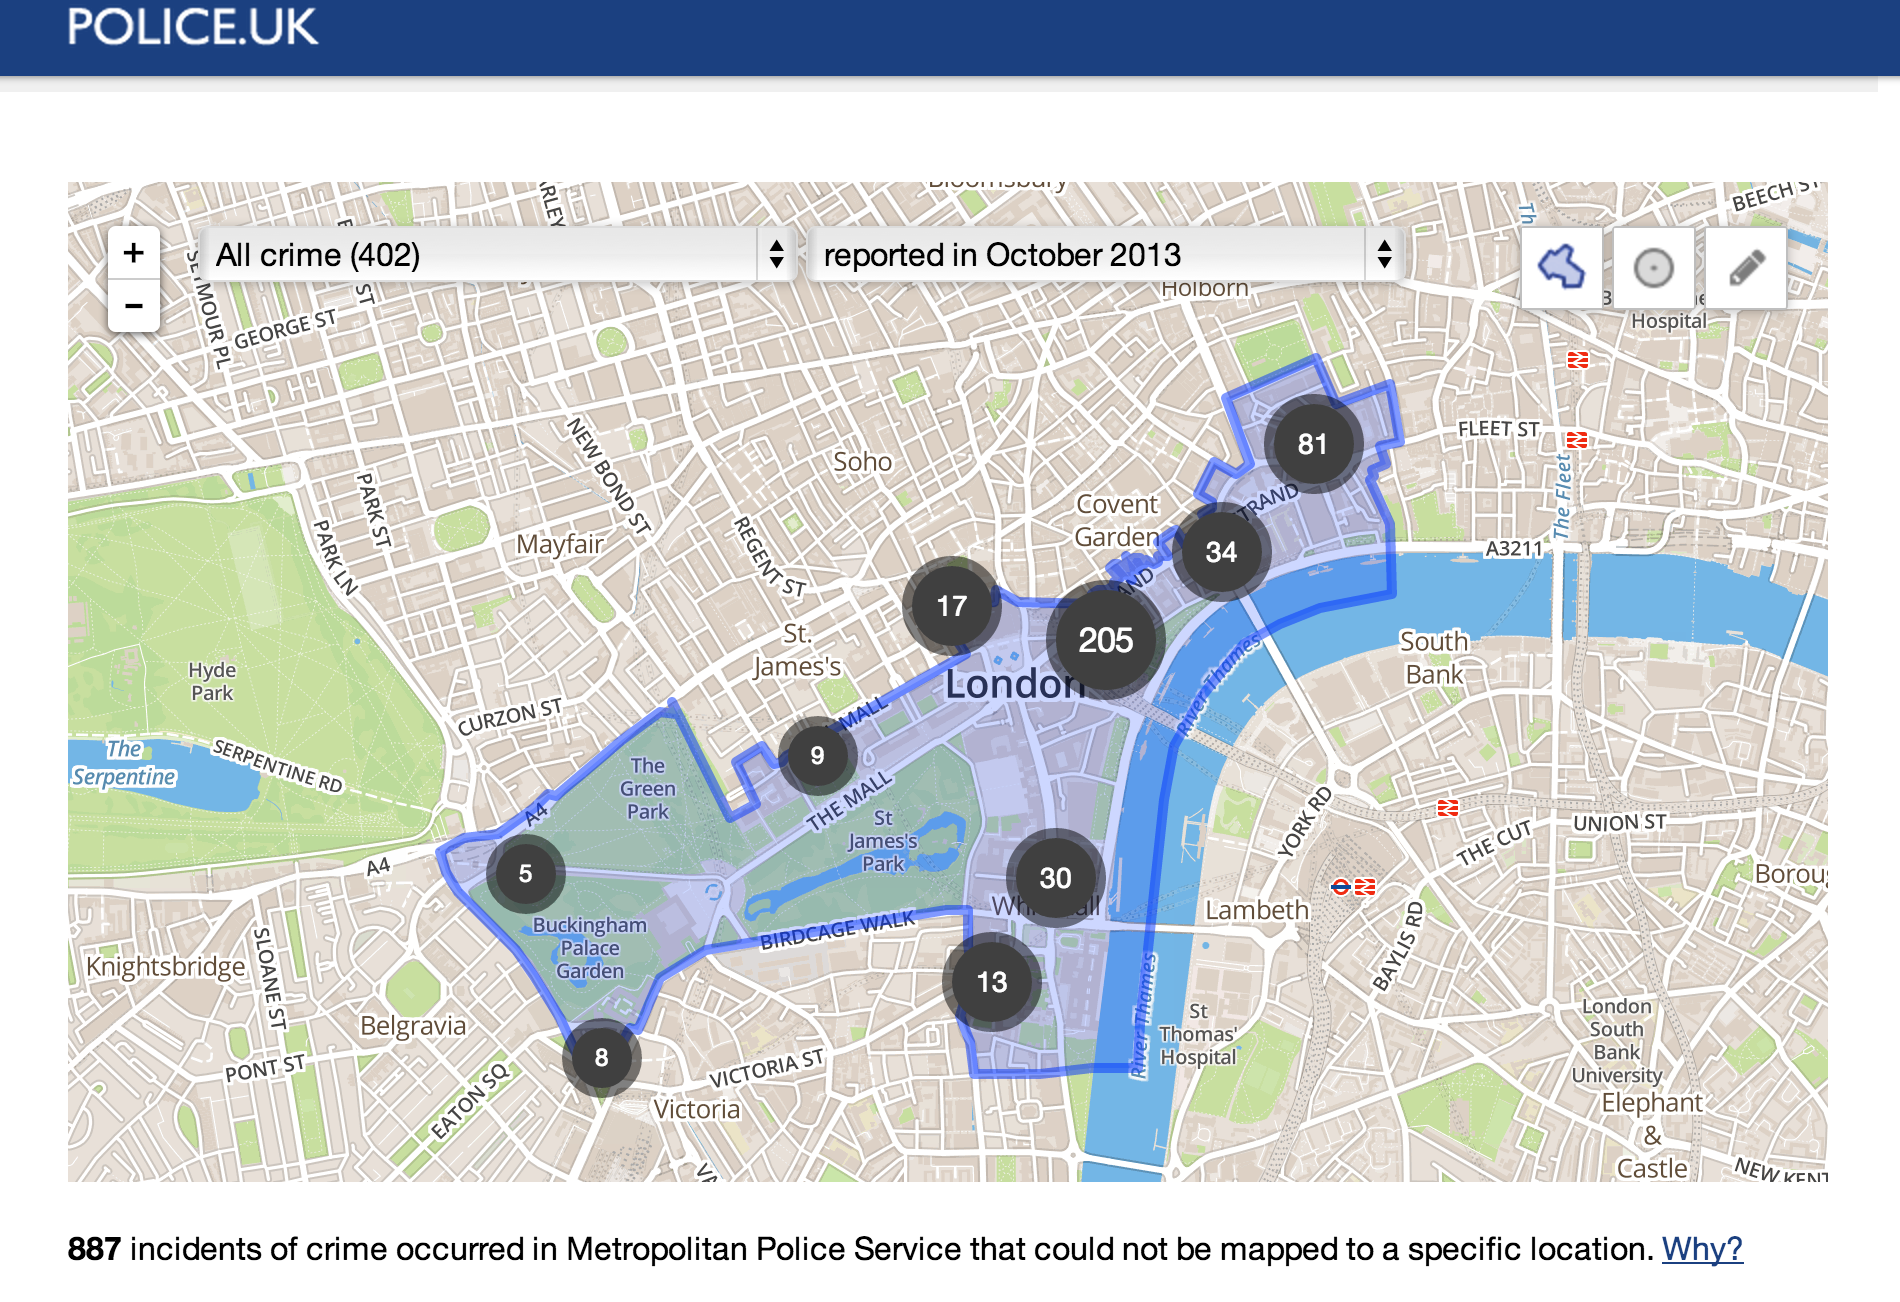 POLICE.UK
BEECH ST
+
All crime (402)
reported in October 2013
−
Holborn
Hospital
GEORGE ST
SEYMOUR PL
FLEET ST
81
NEW BOND ST
Soho
PARK ST
STRAND
The Fleet
Covent
Garden
PARK LN
Mayfair
REGENT ST
34
A3211
17
205
St.
James's
South
Bank
Hyde
Park
London
River Thames
CURZON ST
MALL
9
The
Serpentine
SERPENTINE RD
The
Green
Park
THE MALL
A4
St
James's
Park
YORK RD
THE CUT
UNION ST
A4
5
30
Lambeth
Buckingham
Palace
Garden
BIRDCAGE WALK
BAYLIS RD
Knightsbridge
SLOANE ST
13
River Thames
Belgravia
St
Thomas'
Hospital
London
South
Bank
University
PONT ST
8
VICTORIA ST
EATON SQ
Victoria
Elephant
&
Castle
NEW KENT
887 incidents of crime occurred in Metropolitan Police Service that could not be mapped to a specific location. Why?